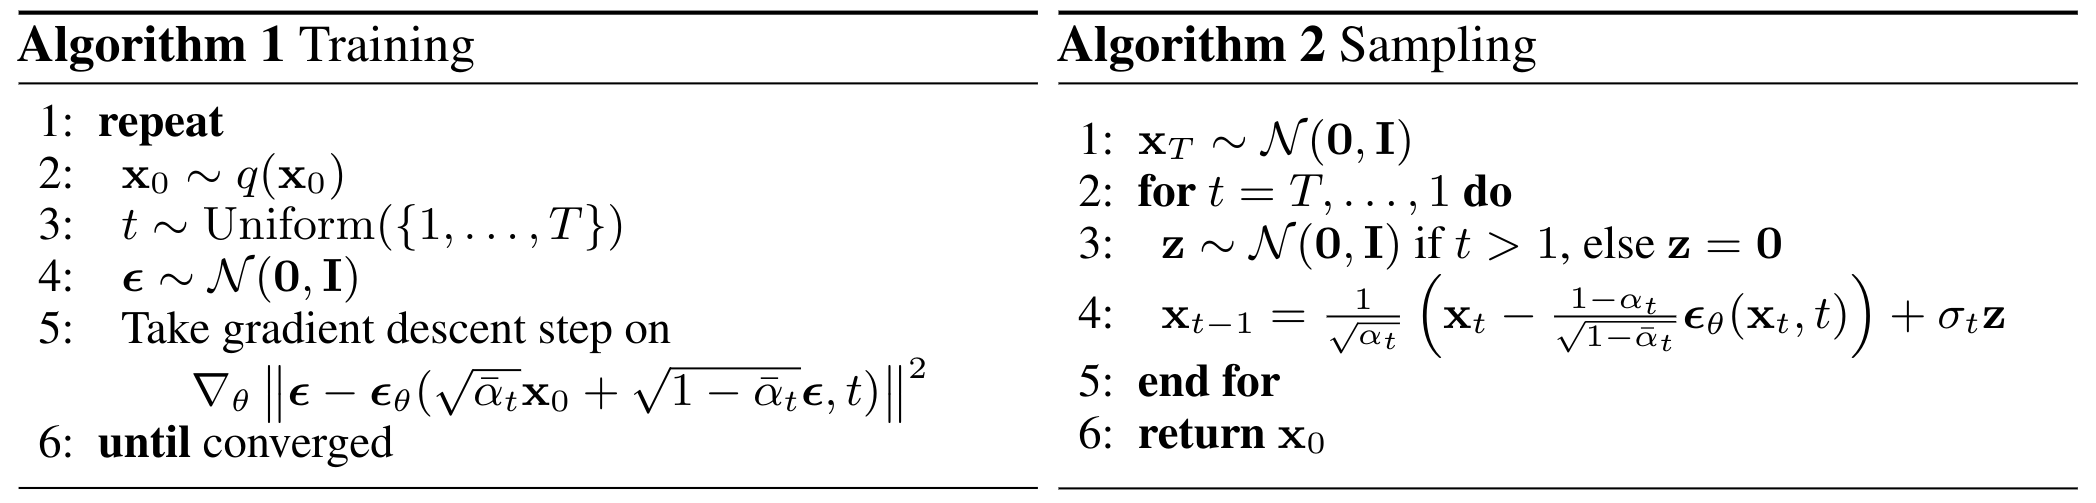 Algorithm 1 Training
1: repeat
2: x₀ ∼ q(x₀)
3: t ∼ Uniform({1, . . . , T})
4: ϵ ∼ 𝒩(0, I)
5: Take gradient descent step on
∇_θ ‖ϵ − ϵ_θ(√ᾱ_t x₀ + √(1 − ᾱ_t) ϵ, t)‖²
6: until converged
Algorithm 2 Sampling
1: x_T ∼ 𝒩(0, I)
2: for t = T, . . . , 1 do
3: z ∼ 𝒩(0, I) if t > 1, else z = 0
4: x_{t−1} = 1/√α_t (x_t − (1−α_t)/√(1−ᾱ_t) ϵ_θ(x_t, t)) + σ_t z
5: end for
6: return x₀